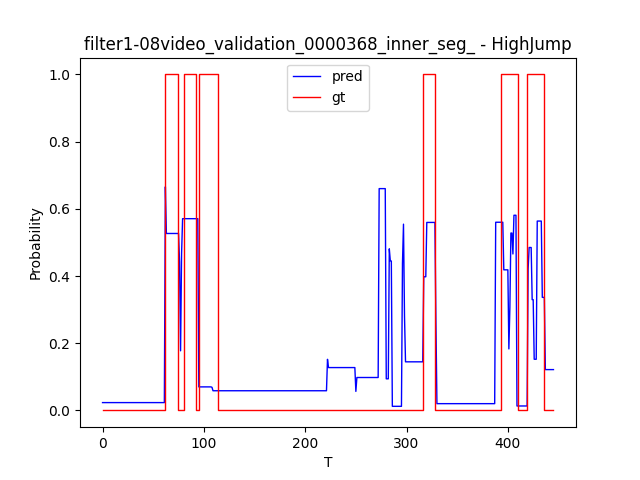 filter1-08video_validation_0000368_inner_seg_ - HighJump
pred
gt
1.0
0.8
0.6
0.4
0.2
0.0
Probability
0
100
200
300
400
T